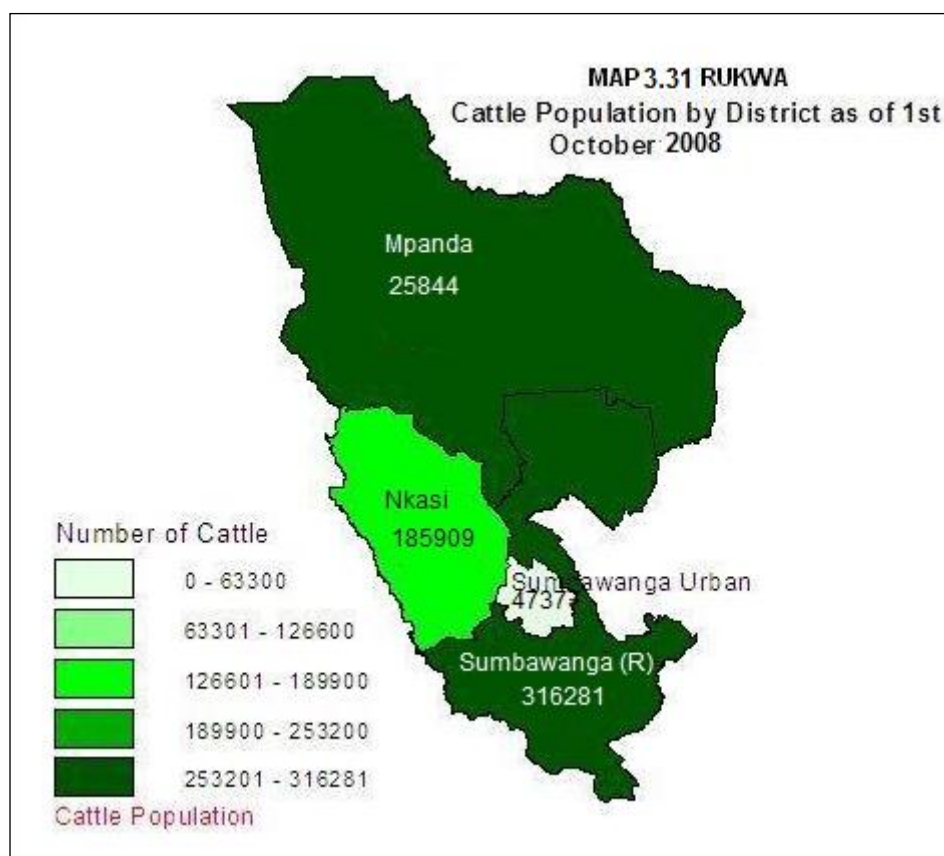 MAP 3.31 RUKWA
Cattle Population by District as of 1st
October 2008
Mpanda
25844
Nkasi
185909
Sumbawanga Urban
4737
Sumbawanga (R)
316281
Number of Cattle
0 - 63300
63301 - 126600
126601 - 189900
189900 - 253200
253201 - 316281
Cattle Population